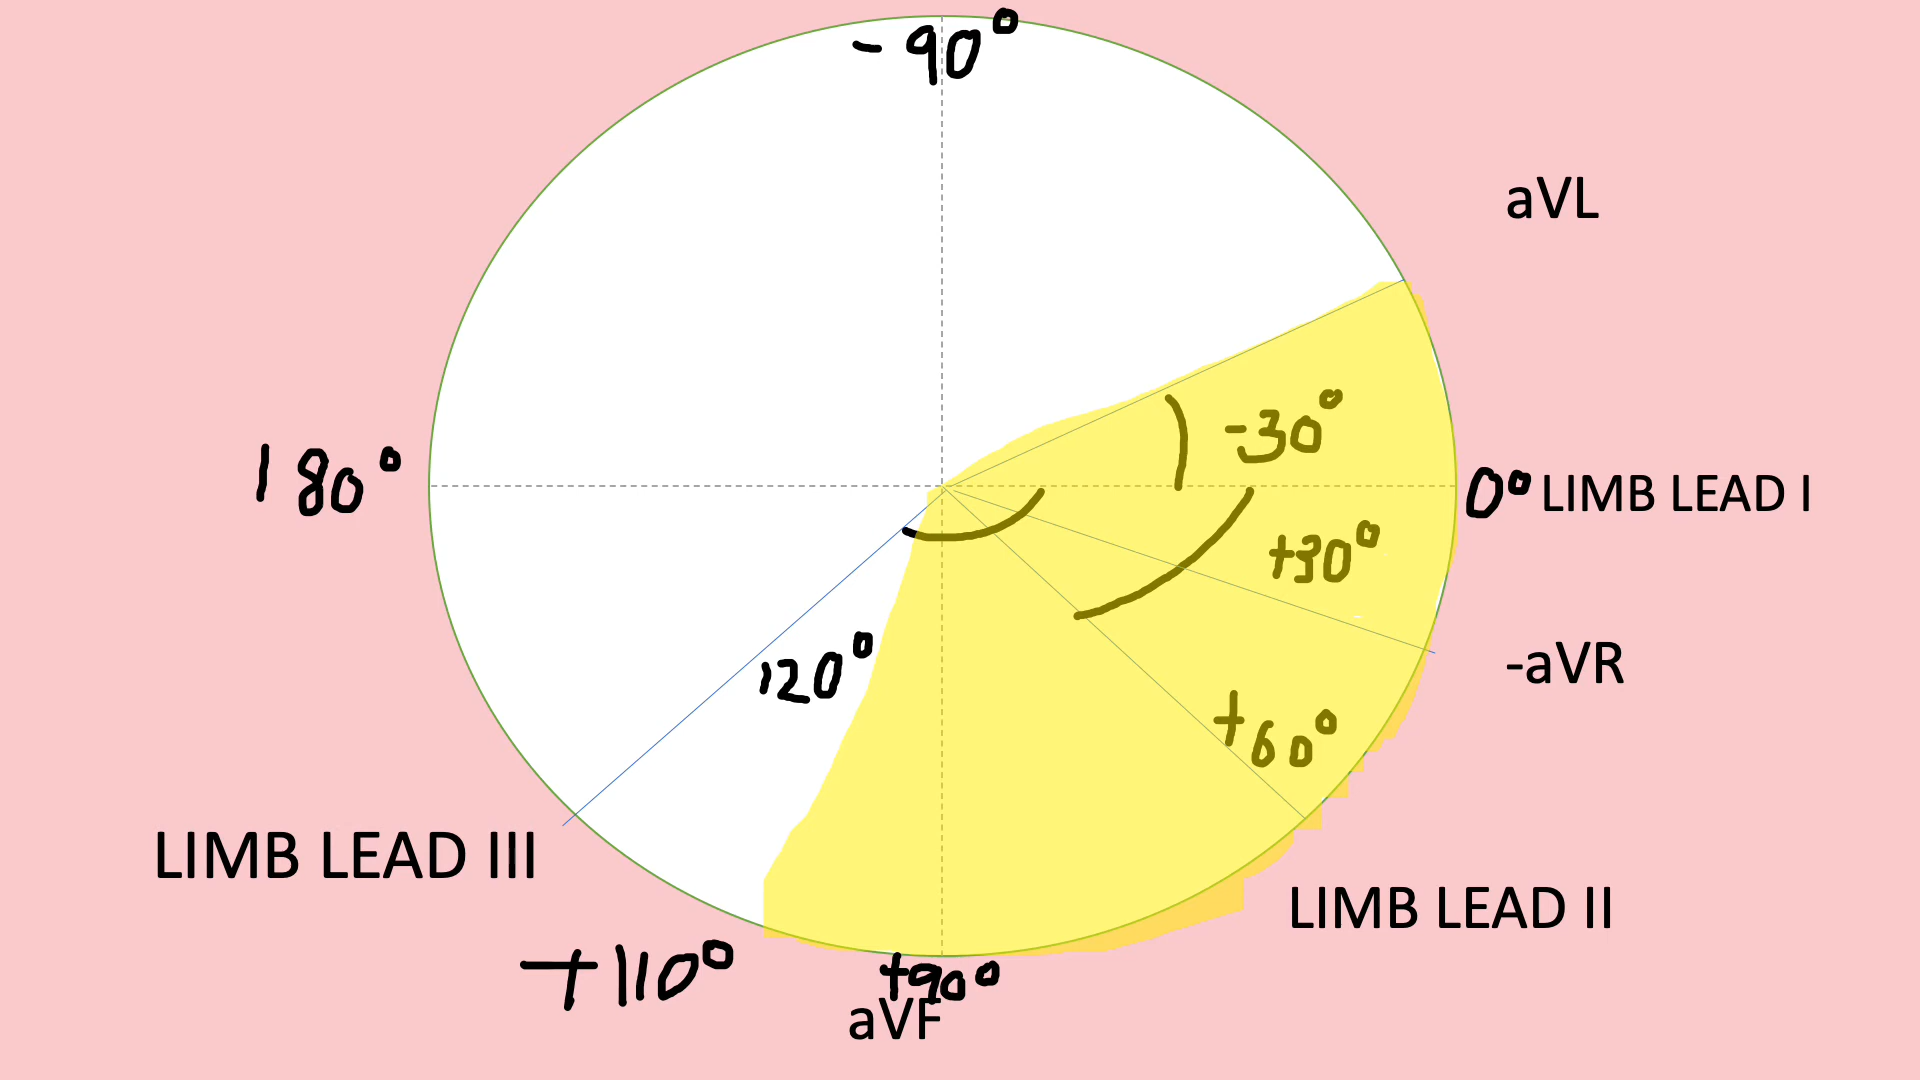 -90°
aVL
-30°
180°
0° LIMB LEAD I
+30°
120°
-aVR
+60°
LIMB LEAD III
LIMB LEAD II
+110°
+90°
aVF